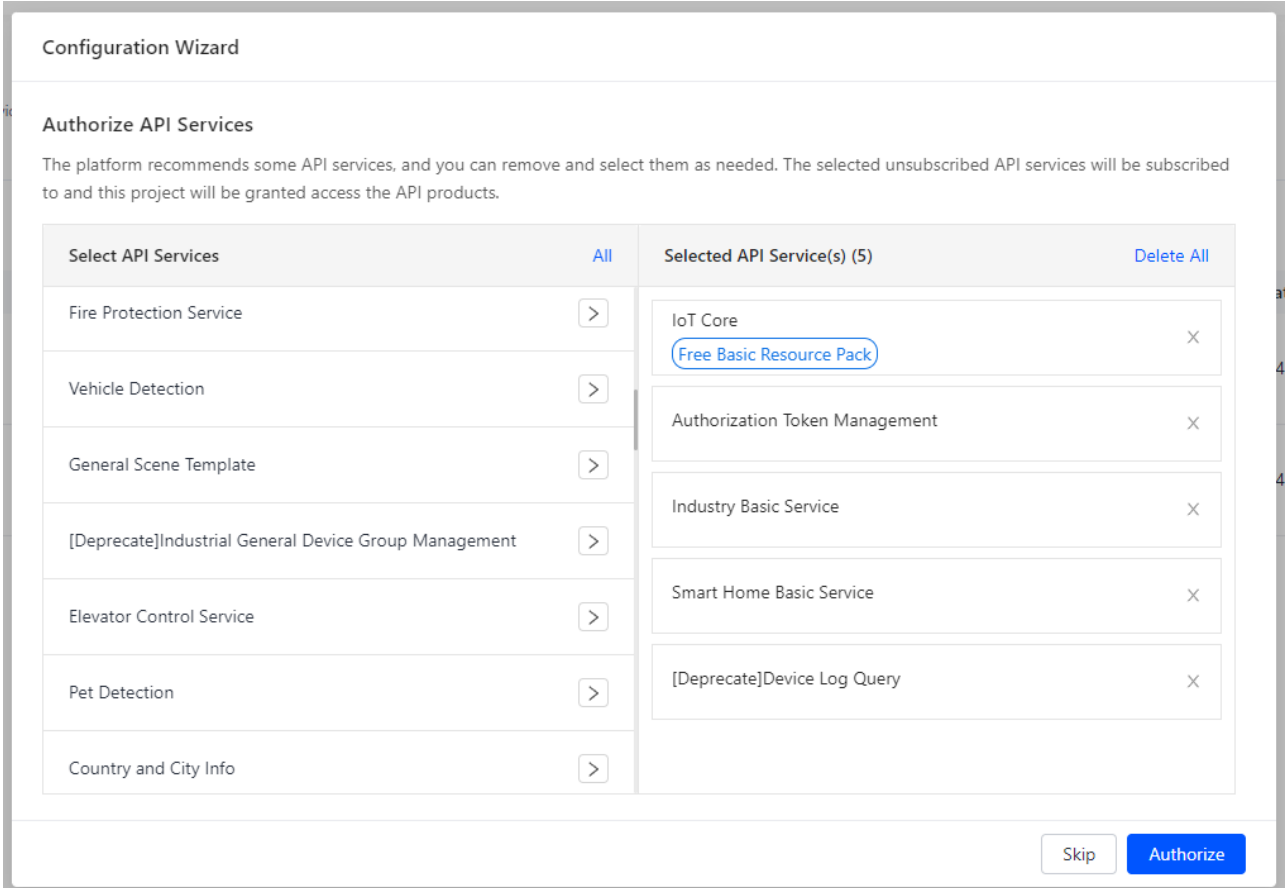 Configuration Wizard
Authorize API Services
The platform recommends some API services, and you can remove and select them as needed. The selected unsubscribed API services will be subscribed
to and this project will be granted access the API products.
Select API Services
All
Fire Protection Service
Vehicle Detection
General Scene Template
[Deprecate]Industrial General Device Group Management
Elevator Control Service
Pet Detection
Country and City Info
Selected API Service(s) (5)
Delete All
IoT Core
Free Basic Resource Pack
Authorization Token Management
Industry Basic Service
Smart Home Basic Service
[Deprecate]Device Log Query
Skip
Authorize